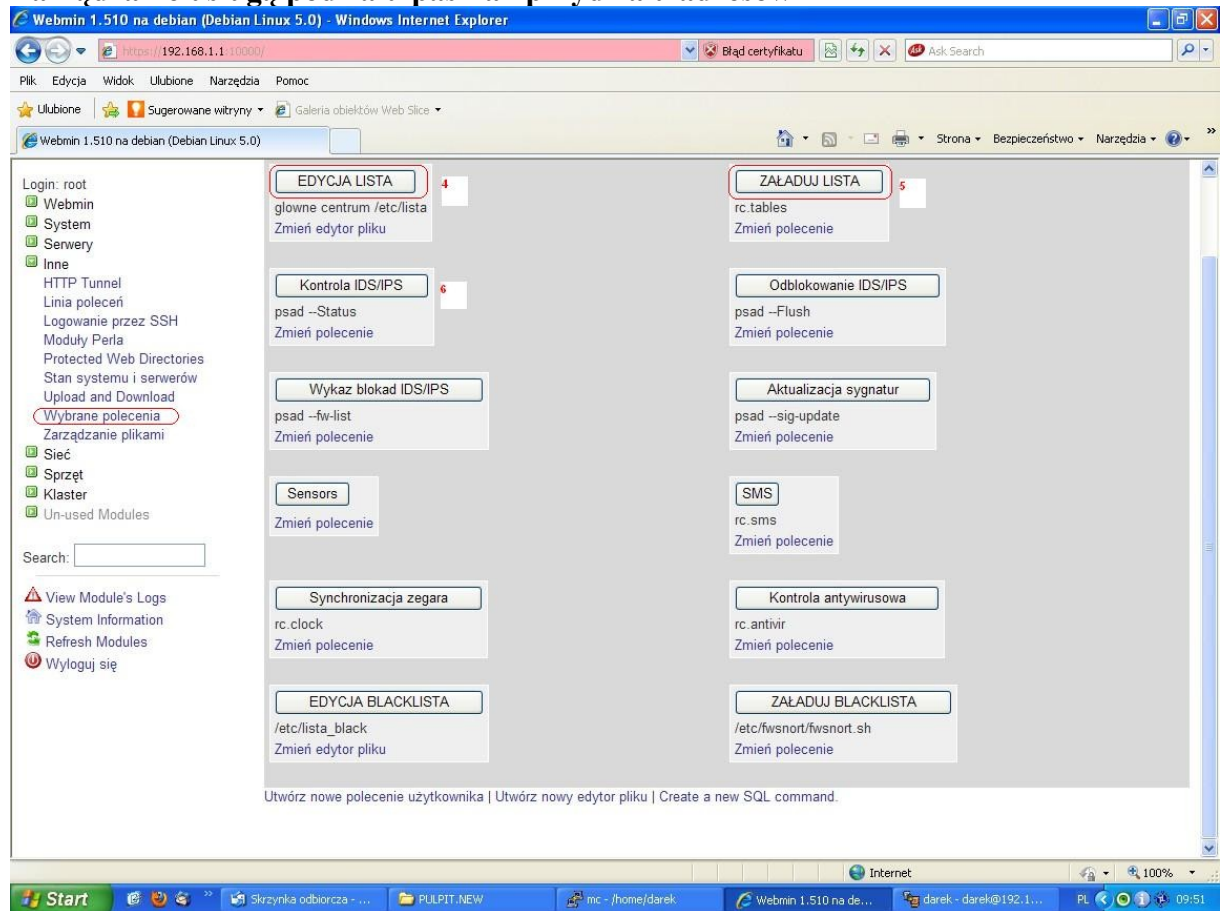 Webmin 1.510 na debian (Debian Linux 5.0) - Windows Internet Explorer
https://192.168.1.1:10000/
Błąd certyfikatu
Ask Search
Plik Edycja Widok Ulubione Narzędzia Pomoc
Ulubione Sugerowane witryny Galeria obiektów Web Slice
Webmin 1.510 na debian (Debian Linux 5.0)
Strona Bezpieczeństwo Narzędzia »
Login: root
Webmin
System
Serwery
Inne
HTTP Tunnel
Linia poleceń
Logowanie przez SSH
Moduły Perla
Protected Web Directories
Stan systemu i serwerów
Upload and Download
Wybrane polecenia
Zarządzanie plikami
Sieć
Sprzęt
Klaster
Un-used Modules
Search:
View Module's Logs
System Information
Refresh Modules
Wyloguj się
EDYCJA LISTA 4
glowne centrum /etc/lista
Zmień edytor pliku
ZAŁADUJ LISTA 5
rc.tables
Zmień polecenie
Kontrola IDS/IPS 6
psad --Status
Zmień polecenie
Odblokowanie IDS/IPS
psad --Flush
Zmień polecenie
Wykaz blokad IDS/IPS
psad --fw-list
Zmień polecenie
Aktualizacja sygnatur
psad --sig-update
Zmień polecenie
Sensors
Zmień polecenie
SMS
rc.sms
Zmień polecenie
Synchronizacja zegara
rc.clock
Zmień polecenie
Kontrola antywirusowa
rc.antivir
Zmień polecenie
EDYCJA BLACKLISTA
/etc/lista_black
Zmień edytor pliku
ZAŁADUJ BLACKLISTA
/etc/fwsnort/fwsnort.sh
Zmień polecenie
Utwórz nowe polecenie użytkownika | Utwórz nowy edytor pliku | Create a new SQL command.
Internet
100%
Start » Skrzynka odbiorcza - ... PULPIT.NEW mc - /home/darek Webmin 1.510 na de... darek - darek@192.1... PL 09:51